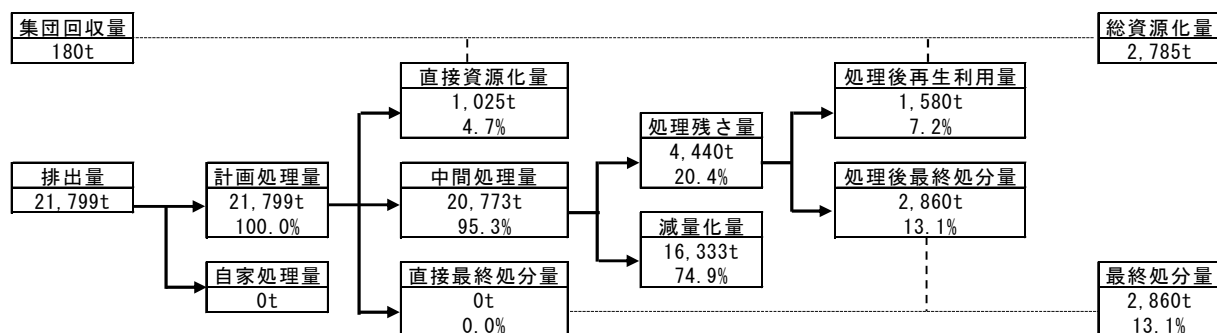 集団回収量
180t
総資源化量
2,785t
直接資源化量
1,025t
4.7%
処理後再生利用量
1,580t
7.2%
処理残さ量
4,440t
20.4%
排出量
21,799t
計画処理量
21,799t
100.0%
中間処理量
20,773t
95.3%
処理後最終処分量
2,860t
13.1%
減量化量
16,333t
74.9%
自家処理量
0t
直接最終処分量
0t
0.0%
最終処分量
2,860t
13.1%